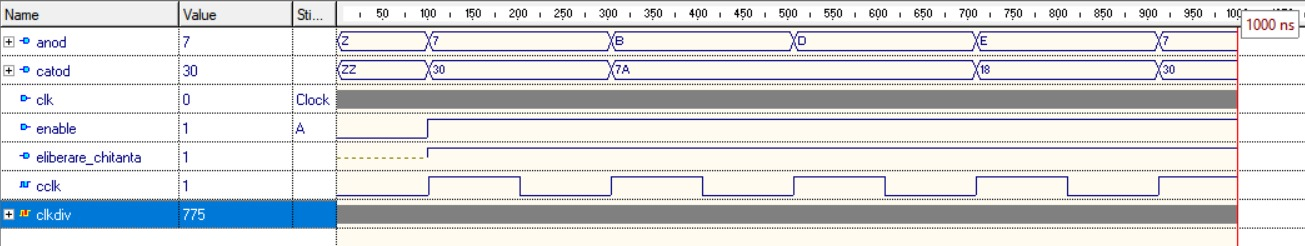 Name Value Sti... 50 100 150 200 250 300 350 400 450 500 550 600 650 700 750 800 850 900 950
1000 ns
anod 7 Z 7 B D E 7
catod 30 ZZ 30 7A 18 30
clk 0 Clock
enable 1 A
eliberare_chitanta 1
cclk 1
clkdiv 775